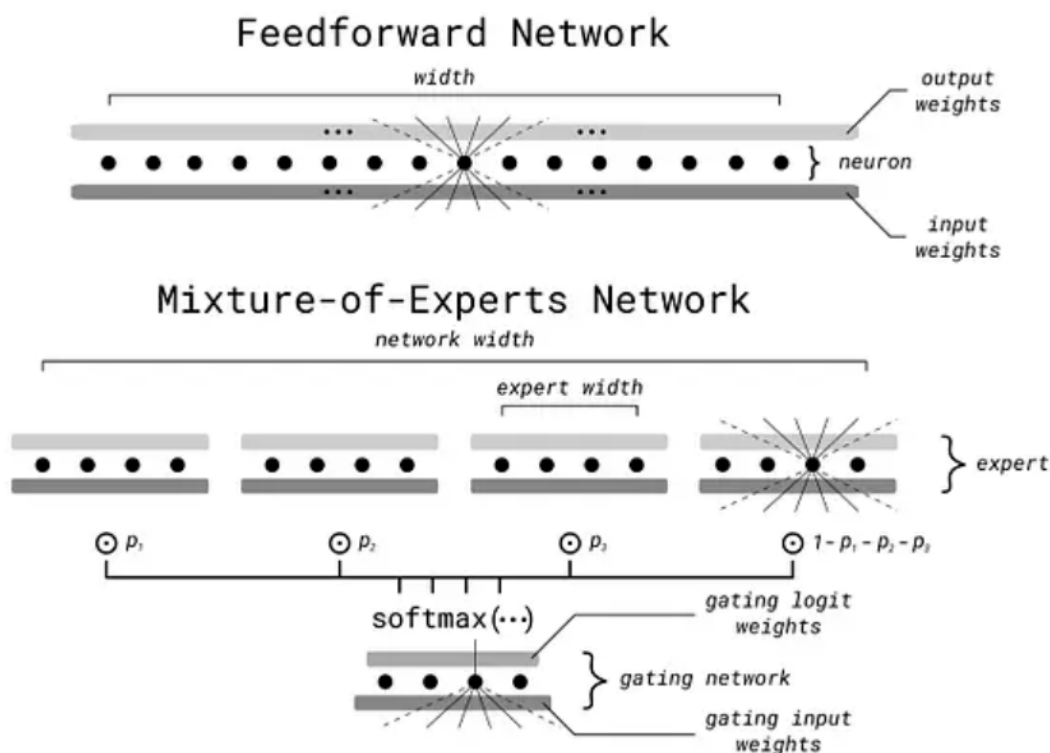 Feedforward Network
width
output
weights
...
...
} neuron
...
...
input
weights
Mixture-of-Experts Network
network width
expert width
} expert
⊙ p₁
⊙ p₂
⊙ p₃
⊙ 1-p₁-p₂-p₃
softmax(···)
gating logit
weights
} gating network
gating input
weights